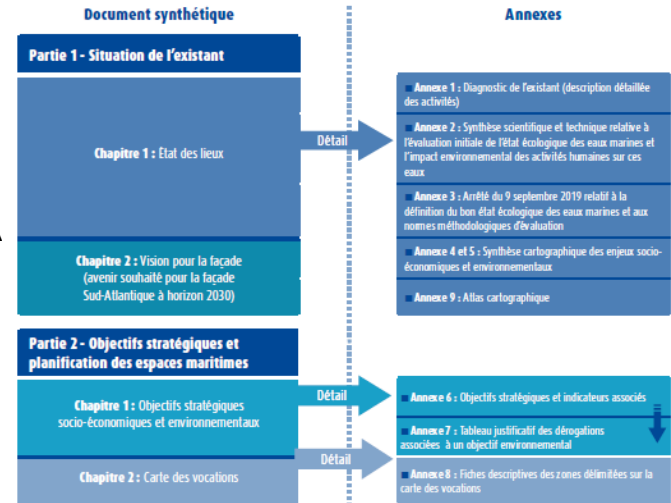 Document synthétique
Annexes
Partie 1 - Situation de l'existant
Chapitre 1 : État des lieux
Chapitre 2 : Vision pour la façade
(avenir souhaité pour la façade
Sud-Atlantique à horizon 2030)
Détail
Annexe 1 : Diagnostic de l'existant (description détaillée
des activités)
Annexe 2 : Synthèse scientifique et technique relative à
l'évaluation initiale de l'état écologique des eaux marines et
l'impact environnemental des activités humaines sur ces
eaux
Annexe 3 : Arrêté du 9 septembre 2019 relatif à la
définition du bon état écologique des eaux marines et aux
normes méthodologiques d'évaluation
Annexe 4 et 5 : Synthèse cartographique des enjeux socio-
économiques et environnementaux
Annexe 9 : Atlas cartographique
Partie 2 - Objectifs stratégiques et
planification des espaces maritimes
Chapitre 1 : Objectifs stratégiques
socio-économiques et environnementaux
Chapitre 2 : Carte des vocations
Détail
Détail
Annexe 6 : Objectifs stratégiques et indicateurs associés
Annexe 7 : Tableau justificatif des dérogations
associées à un objectif environnemental
Annexe 8 : Fiches descriptives des zones délimitées sur la
carte des vocations